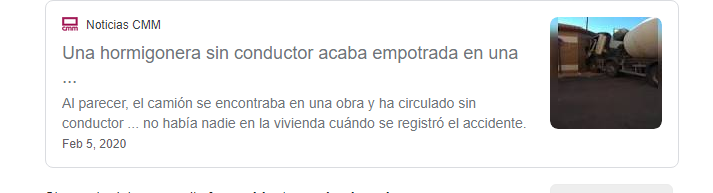 cmm
Noticias CMM
Una hormigonera sin conductor acaba empotrada en una
...
Al parecer, el camión se encontraba en una obra y ha circulado sin
conductor ... no había nadie en la vivienda cuándo se registró el accidente.
Feb 5, 2020